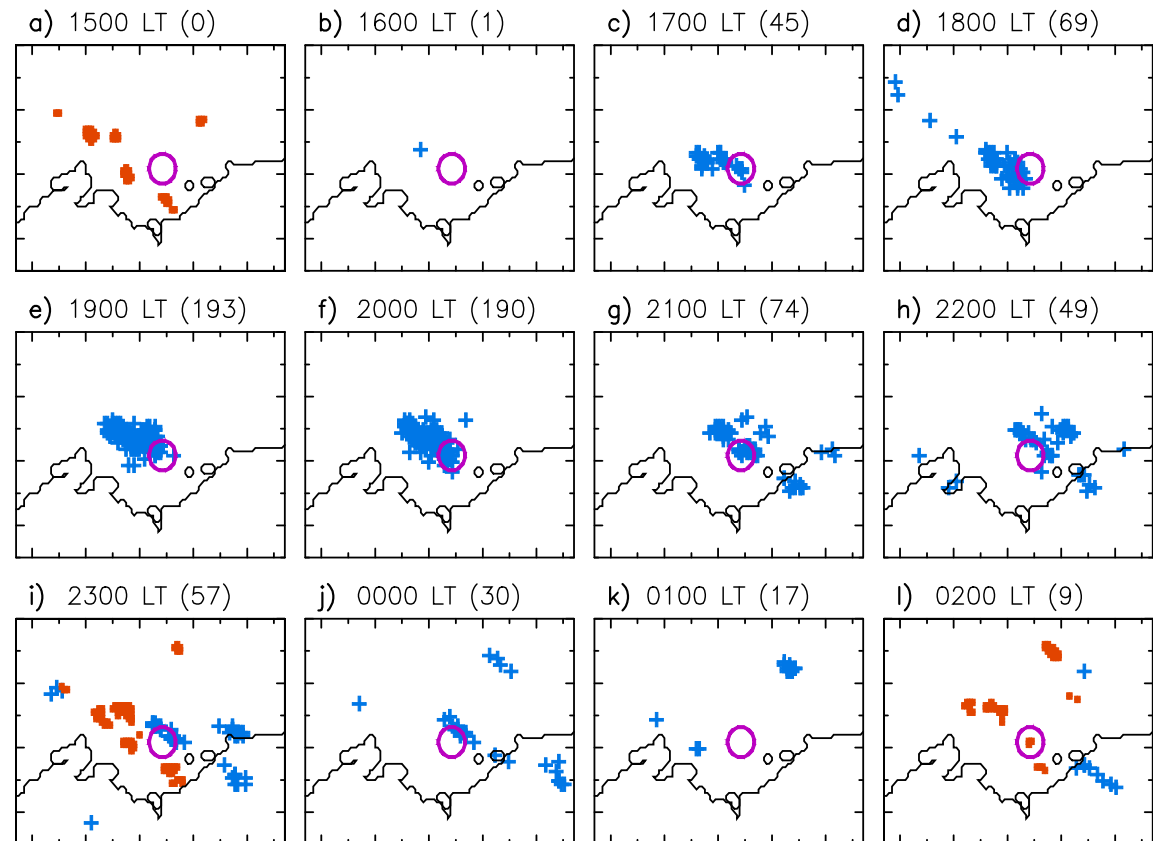 a) 1500 LT (0)
b) 1600 LT (1)
c) 1700 LT (45)
d) 1800 LT (69)
e) 1900 LT (193)
f) 2000 LT (190)
g) 2100 LT (74)
h) 2200 LT (49)
i) 2300 LT (57)
j) 0000 LT (30)
k) 0100 LT (17)
l) 0200 LT (9)